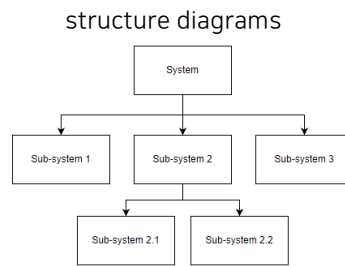 structure diagrams
System
Sub-system 1
Sub-system 2
Sub-system 3
Sub-system 2.1
Sub-system 2.2